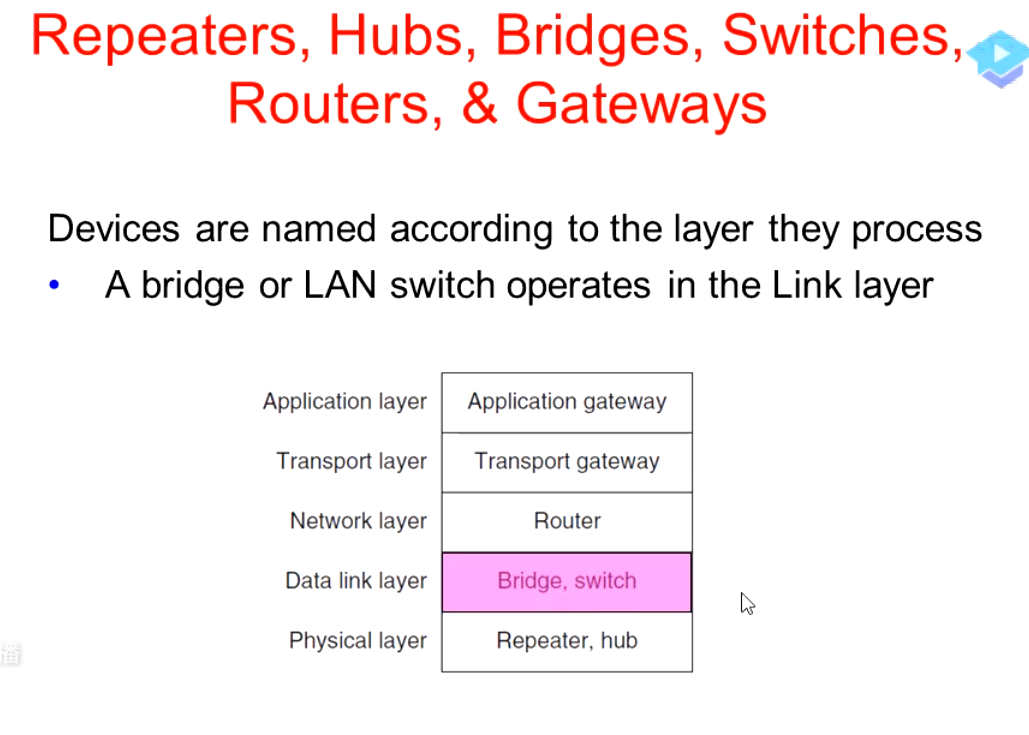 Repeaters, Hubs, Bridges, Switches,
Routers, & Gateways
Devices are named according to the layer they process
• A bridge or LAN switch operates in the Link layer
Application layer Application gateway
Transport layer Transport gateway
Network layer Router
Data link layer Bridge, switch
Physical layer Repeater, hub
播